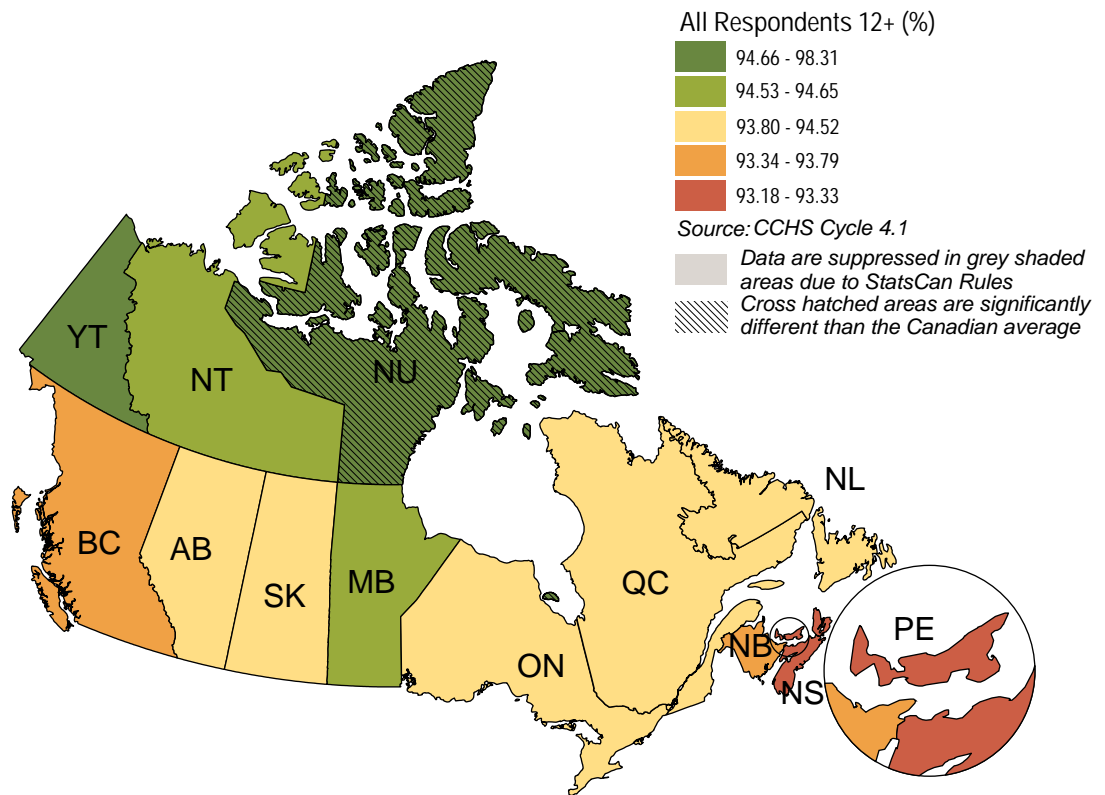 All Respondents 12+ (%)
94.66 - 98.31
94.53 - 94.65
93.80 - 94.52
93.34 - 93.79
93.18 - 93.33
Source: CCHS Cycle 4.1
Data are suppressed in grey shaded
areas due to StatsCan Rules
Cross hatched areas are significantly
different than the Canadian average
YT
NT
NU
NL
BC
AB
SK
MB
QC
ON
NB
NS
PE